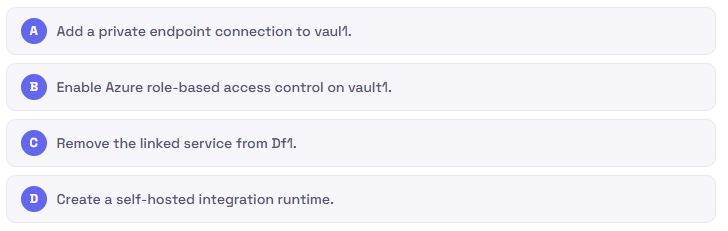 A Add a private endpoint connection to vaul1.
B Enable Azure role-based access control on vault1.
C Remove the linked service from Df1.
D Create a self-hosted integration runtime.